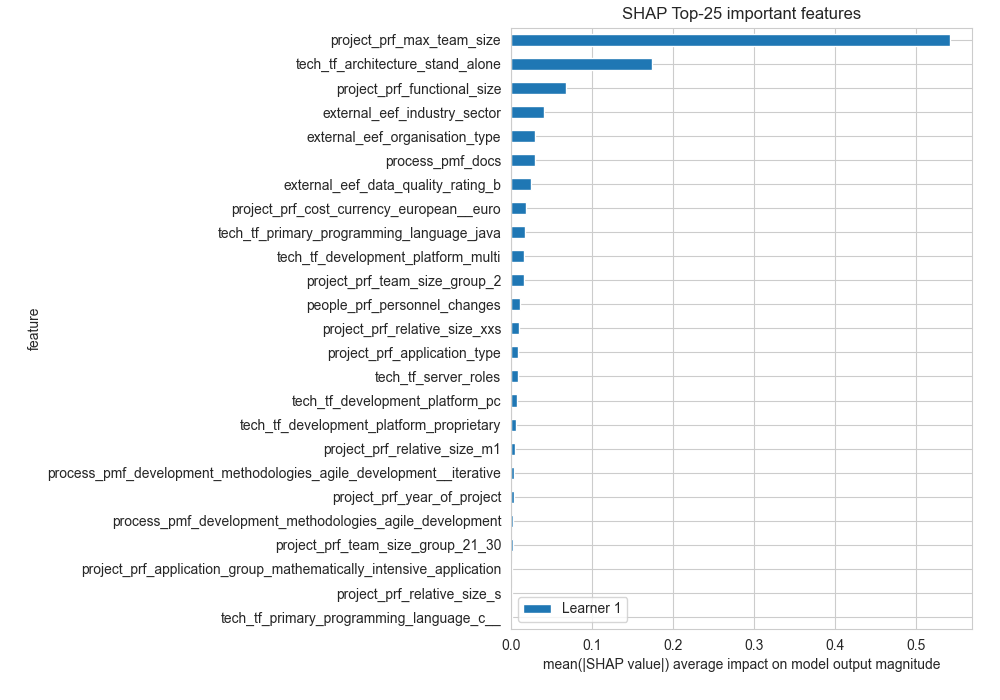 SHAP Top-25 important features
feature
project_prf_max_team_size
tech_tf_architecture_stand_alone
project_prf_functional_size
external_eef_industry_sector
external_eef_organisation_type
process_pmf_docs
external_eef_data_quality_rating_b
project_prf_cost_currency_european__euro
tech_tf_primary_programming_language_java
tech_tf_development_platform_multi
project_prf_team_size_group_2
people_prf_personnel_changes
project_prf_relative_size_xxs
project_prf_application_type
tech_tf_server_roles
tech_tf_development_platform_pc
tech_tf_development_platform_proprietary
project_prf_relative_size_m1
process_pmf_development_methodologies_agile_development__iterative
project_prf_year_of_project
process_pmf_development_methodologies_agile_development
project_prf_team_size_group_21_30
project_prf_application_group_mathematically_intensive_application
project_prf_relative_size_s
tech_tf_primary_programming_language_c__
Learner 1
0.0 0.1 0.2 0.3 0.4 0.5
mean(|SHAP value|) average impact on model output magnitude